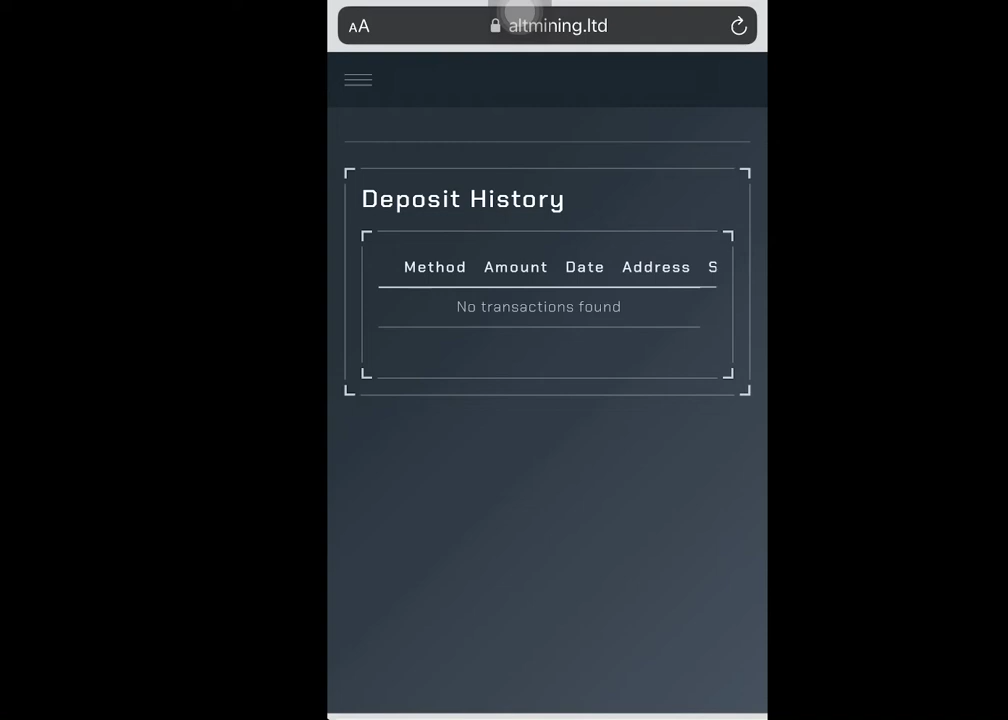 AA altmining.ltd
Deposit History
Method Amount Date Address S
No transactions found